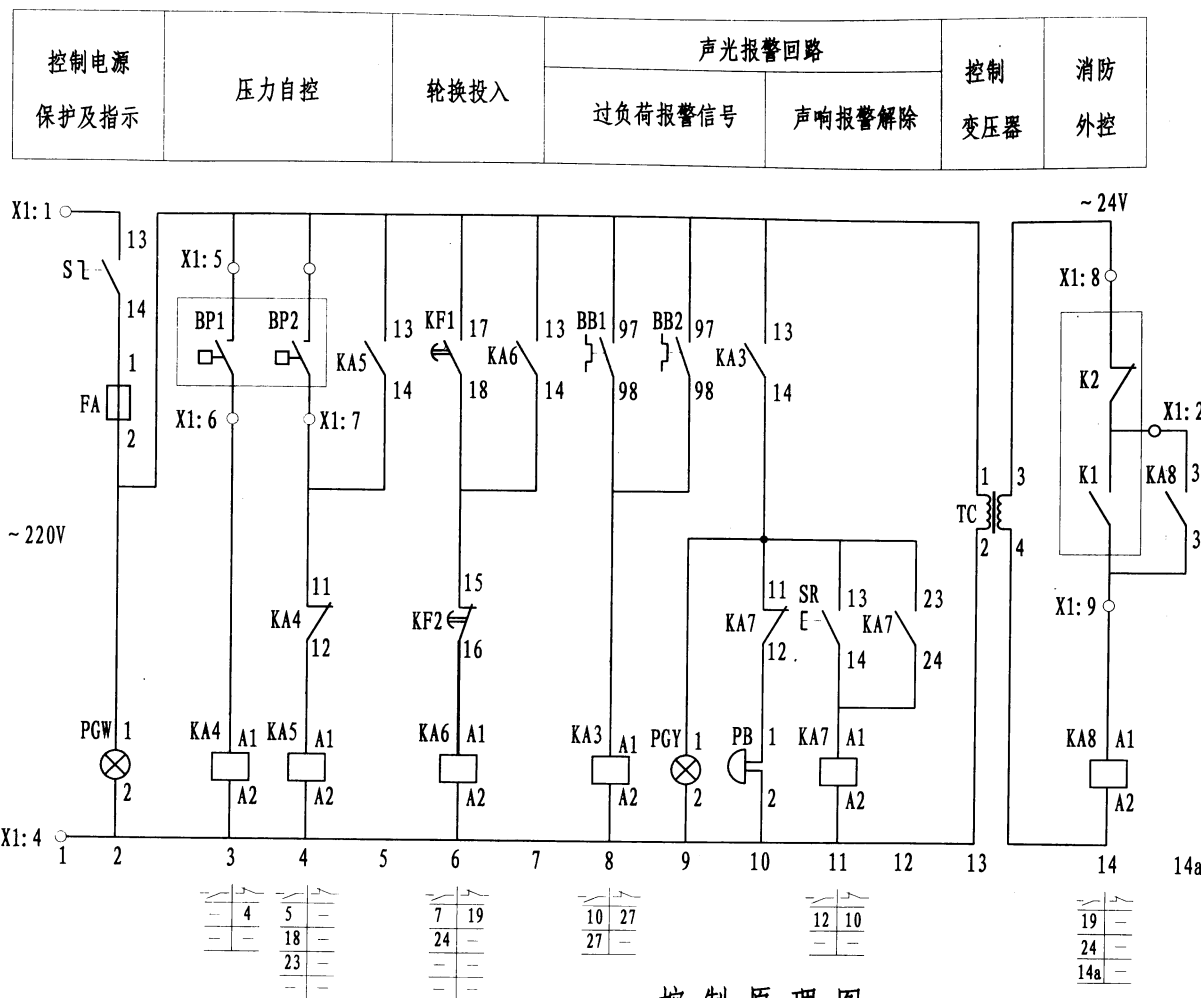 控制电源
保护及指示
压力自控
轮换投入
声光报警回路
过负荷报警信号
声响报警解除
控制
变压器
消防
外控
X1:1
13
S
14
1
FA
2
~220V
PGW 1
2
X1:4
X1:5
BP1
BP2
X1:6
X1:7
KA5
13
14
11
KA4
12
KA4 A1
A2
KA5 A1
A2
KF1 17
18
KA6
13
14
15
KF2
16
KA6 A1
A2
BB1 97
98
BB2 97
98
KA3
13
14
KA3 A1
A2
PGY 1
2
11
KA7
12
PB 1
2
SR 13
E
14
KA7
23
24
KA7 A1
A2
1
TC
2
3
4
~24V
X1:8
K2
X1:2
K1
KA8
3
3
X1:9
KA8 A1
A2
1 2 3 4 5 6 7 8 9 10 11 12 13 14 14a
- 4
- -
5 -
18 -
23 -
- -
7 19
24 -
- -
- -
10 27
27 -
12 10
- -
19 -
24 -
14a -
控制原理图